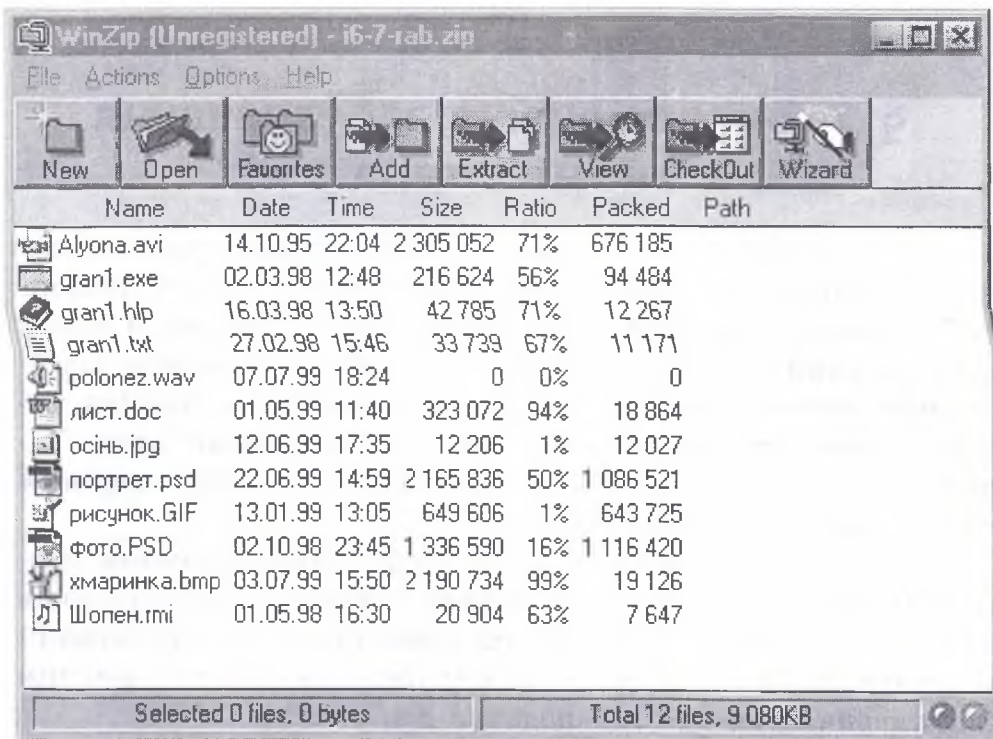 WinZip (Unregistered) - i6-7-rab.zip
File Actions Options Help
New Open Favorites Add Extract View CheckOut Wizard
Name Date Time Size Ratio Packed Path
Alyona.avi 14.10.95 22:04 2 305 052 71% 676 185
gran1.exe 02.03.98 12:48 216 624 56% 94 484
gran1.hlp 16.03.98 13:50 42 785 71% 12 267
gran1.txt 27.02.98 15:46 33 739 67% 11 171
polonez.wav 07.07.99 18:24 0 0% 0
лист.doc 01.05.99 11:40 323 072 94% 18 864
осінь.jpg 12.06.99 17:35 12 206 1% 12 027
портрет.psd 22.06.99 14:59 2 165 836 50% 1 086 521
рисунок.GIF 13.01.99 13:05 649 606 1% 643 725
фото.PSD 02.10.98 23:45 1 336 590 16% 1 116 420
хмаринка.bmp 03.07.99 15:50 2 190 734 99% 19 126
Шопен.rmi 01.05.98 16:30 20 904 63% 7 647
Selected 0 files, 0 bytes Total 12 files, 9 080KB